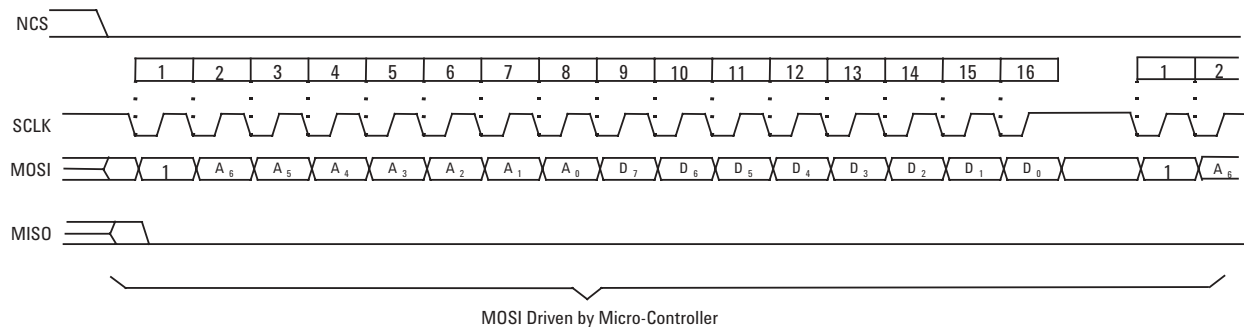 NCS
1 2 3 4 5 6 7 8 9 10 11 12 13 14 15 16 1 2
SCLK
MOSI 1 A6 A5 A4 A3 A2 A1 A0 D7 D6 D5 D4 D3 D2 D1 D0 1 A6
MISO
MOSI Driven by Micro-Controller